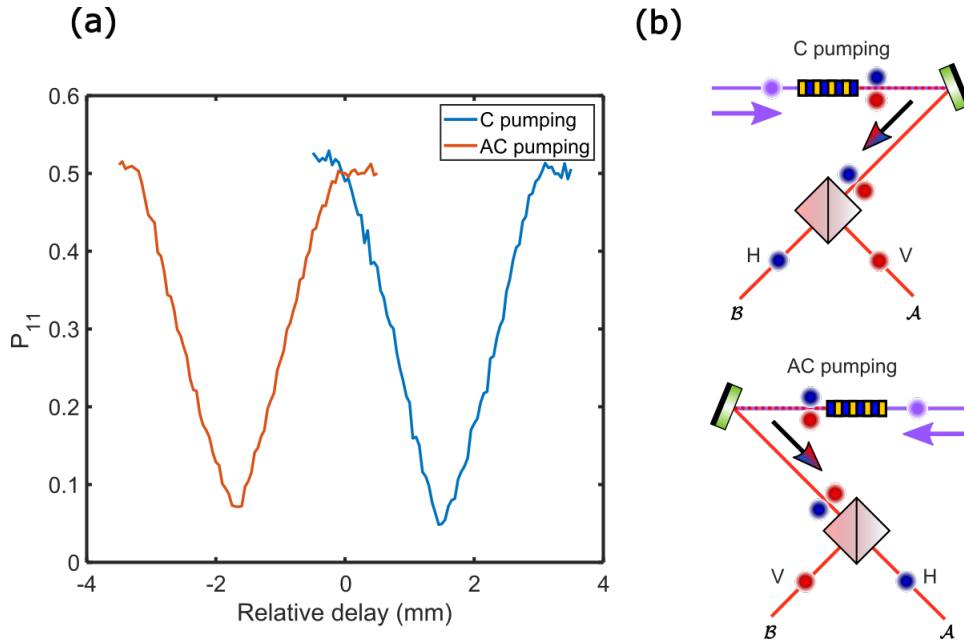 (a)
P11
0.6
0.5
0.4
0.3
0.2
0.1
0
-4
-2
0
2
4
Relative delay (mm)
C pumping
AC pumping
(b)
C pumping
H
V
ℬ
𝒜
AC pumping
V
H
ℬ
𝒜